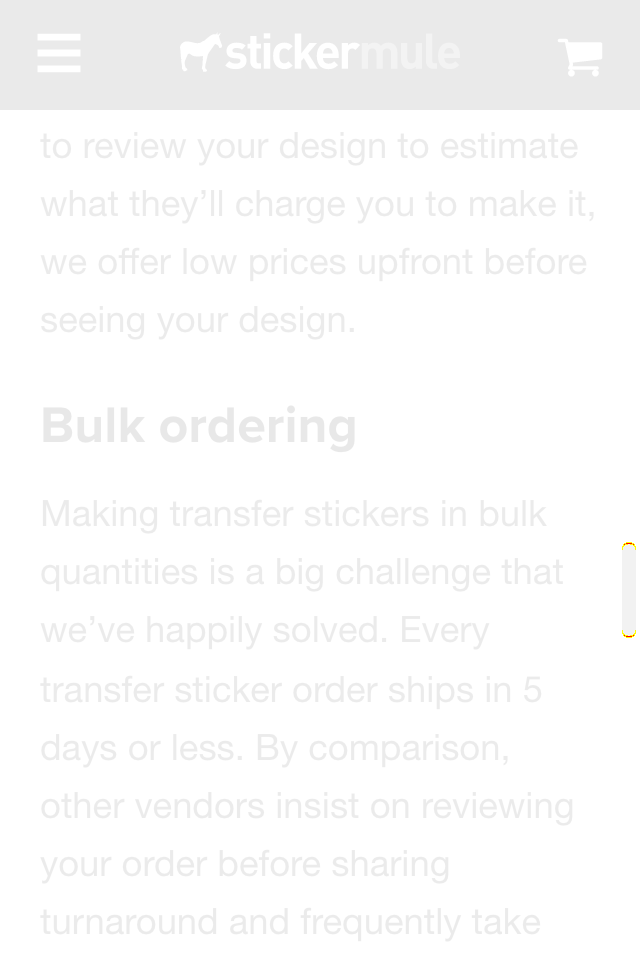 stickermule
to review your design to estimate
what they’ll charge you to make it,
we offer low prices upfront before
seeing your design.
Bulk ordering
Making transfer stickers in bulk
quantities is a big challenge that
we’ve happily solved. Every
transfer sticker order ships in 5
days or less. By comparison,
other vendors insist on reviewing
your order before sharing
turnaround and frequently take